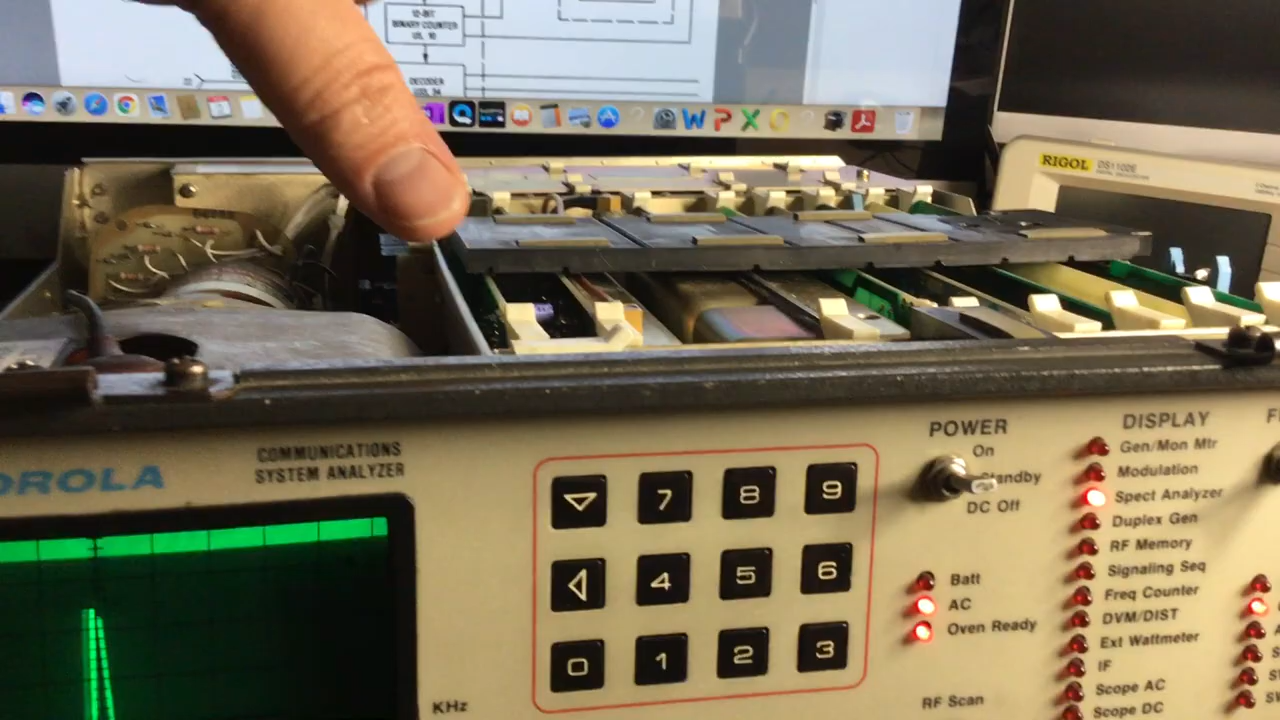 12-BIT
BINARY COUNTER
U/L 10
DECODER
RIGOL DS1102E
OROLA
COMMUNICATIONS
SYSTEM ANALYZER
7 8 9
4 5 6
0 1 2 3
KHz
POWER
On
Standby
DC Off
Batt
AC
Oven Ready
RF Scan
DISPLAY
Gen/Mon Mtr
Modulation
Spect Analyzer
Duplex Gen
RF Memory
Signaling Seq
Freq Counter
DVM/DIST
Ext Wattmeter
IF
Scope AC
Scope DC